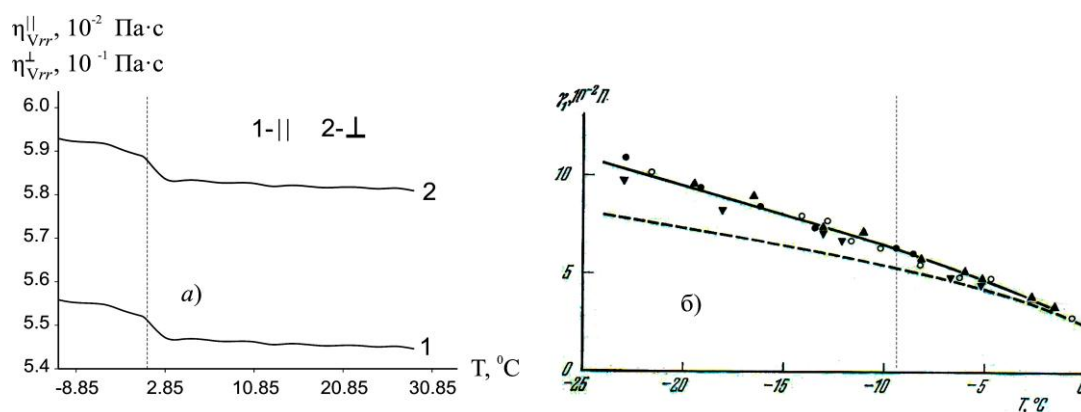 η^||_Vrr, 10^-2 Па·с
η^⊥_Vrr, 10^-1 Па·с
6.0
5.9
5.8
5.7
5.6
5.5
5.4
1-|| 2-⊥
2
а)
1
-8.85 2.85 10.85 20.85 30.85
T, ⁰C
γ₁, 10^-2 П.
10
5
0
б)
-25 -20 -15 -10 -5 0
T, °C